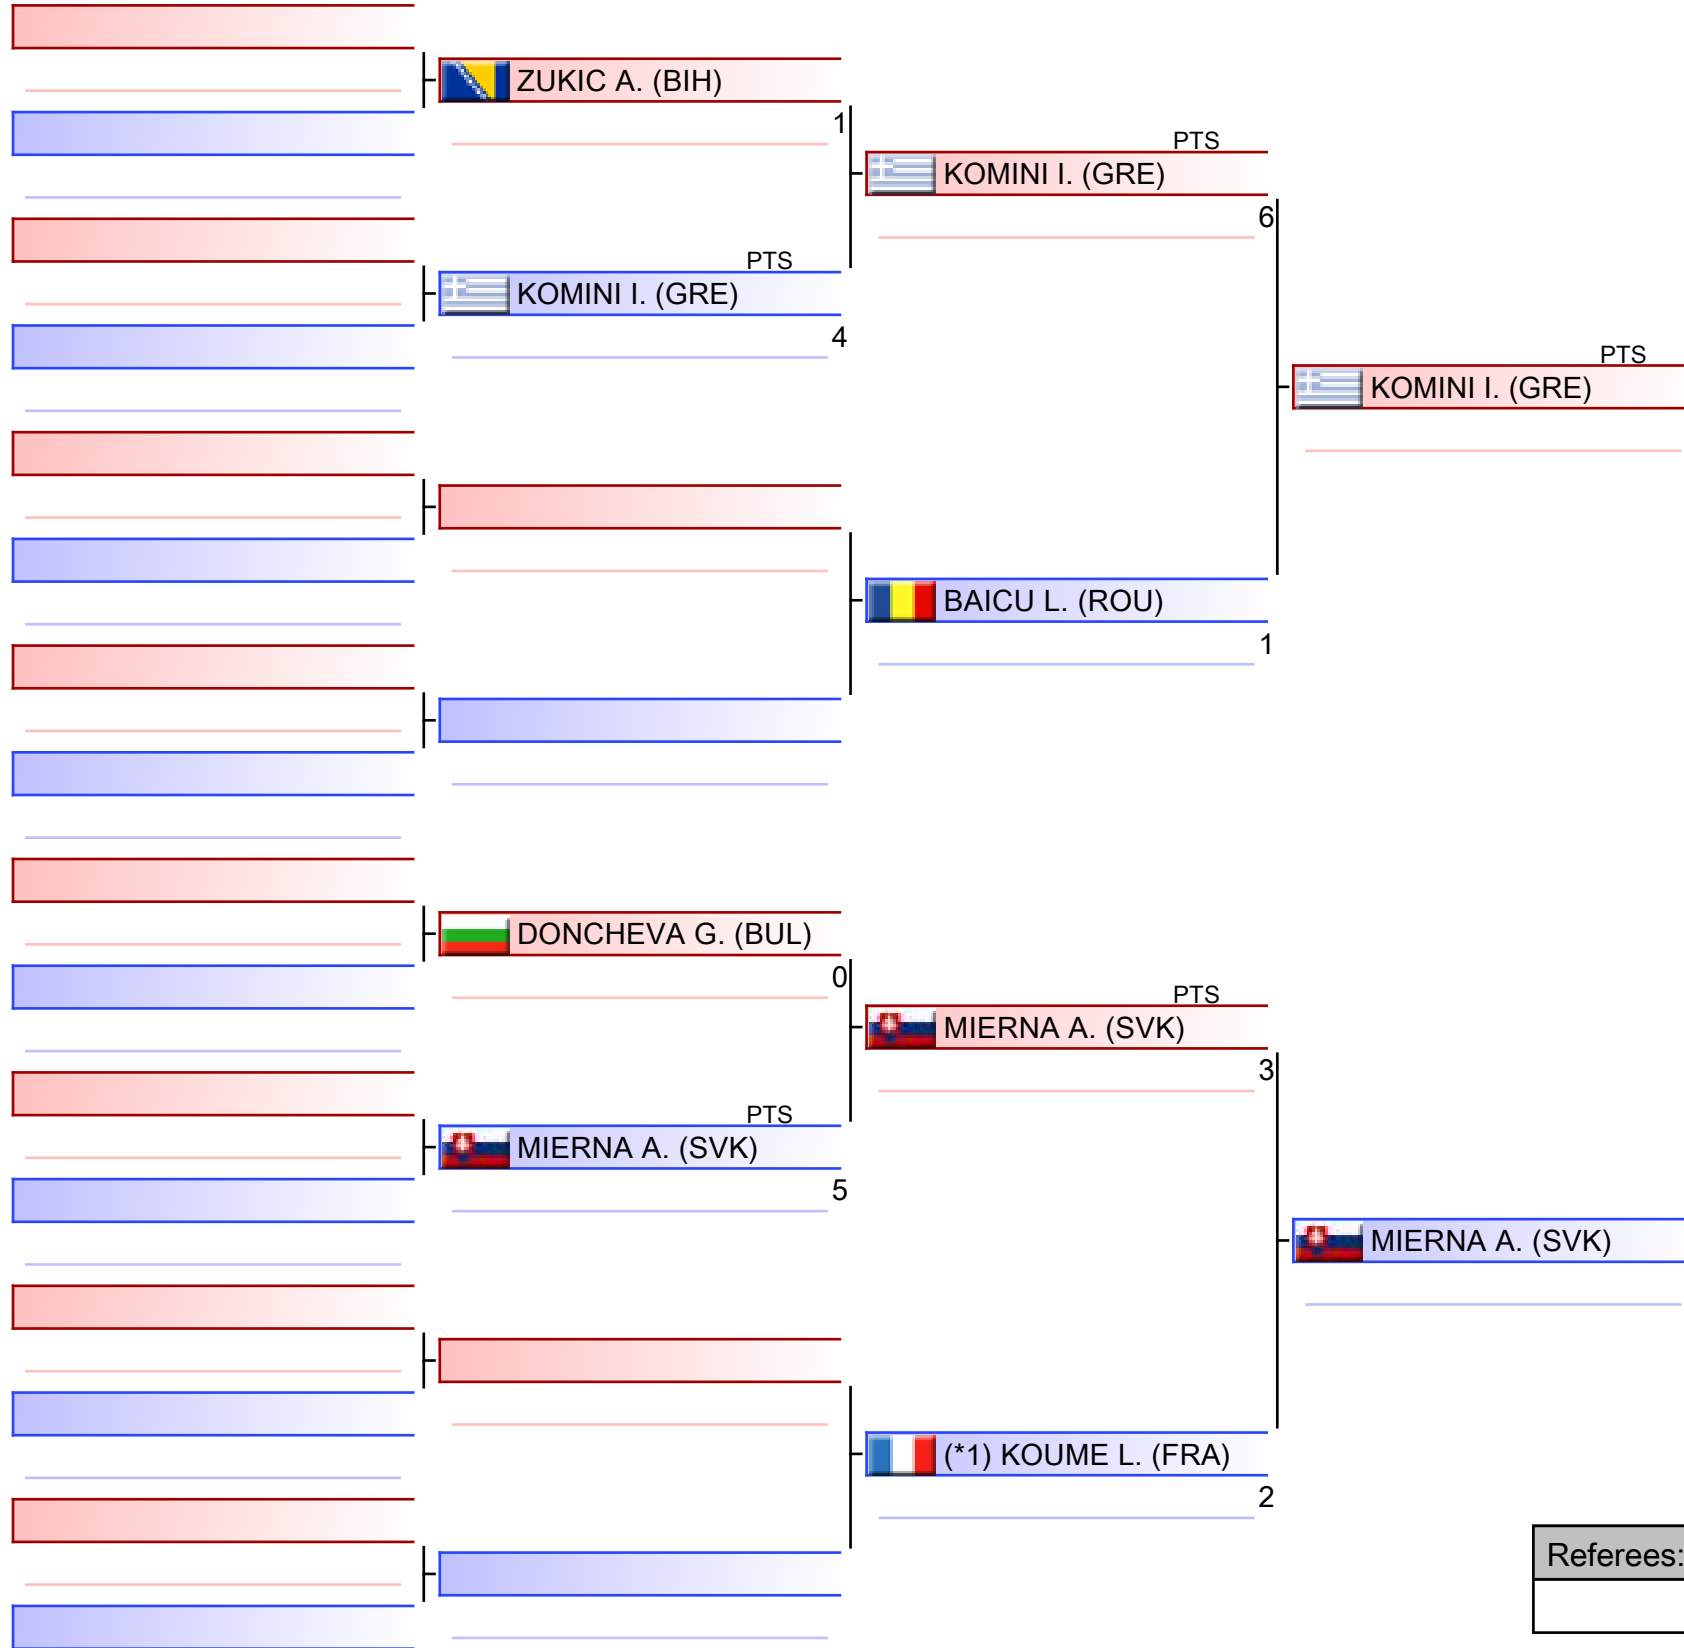 ZUKIC A. (BIH)
1
PTS
KOMINI I. (GRE)
6
PTS
KOMINI I. (GRE)
4
PTS
KOMINI I. (GRE)
BAICU L. (ROU)
1
DONCHEVA G. (BUL)
0
PTS
MIERNA A. (SVK)
3
PTS
MIERNA A. (SVK)
5
MIERNA A. (SVK)
(*1) KOUME L. (FRA)
2
Referees: